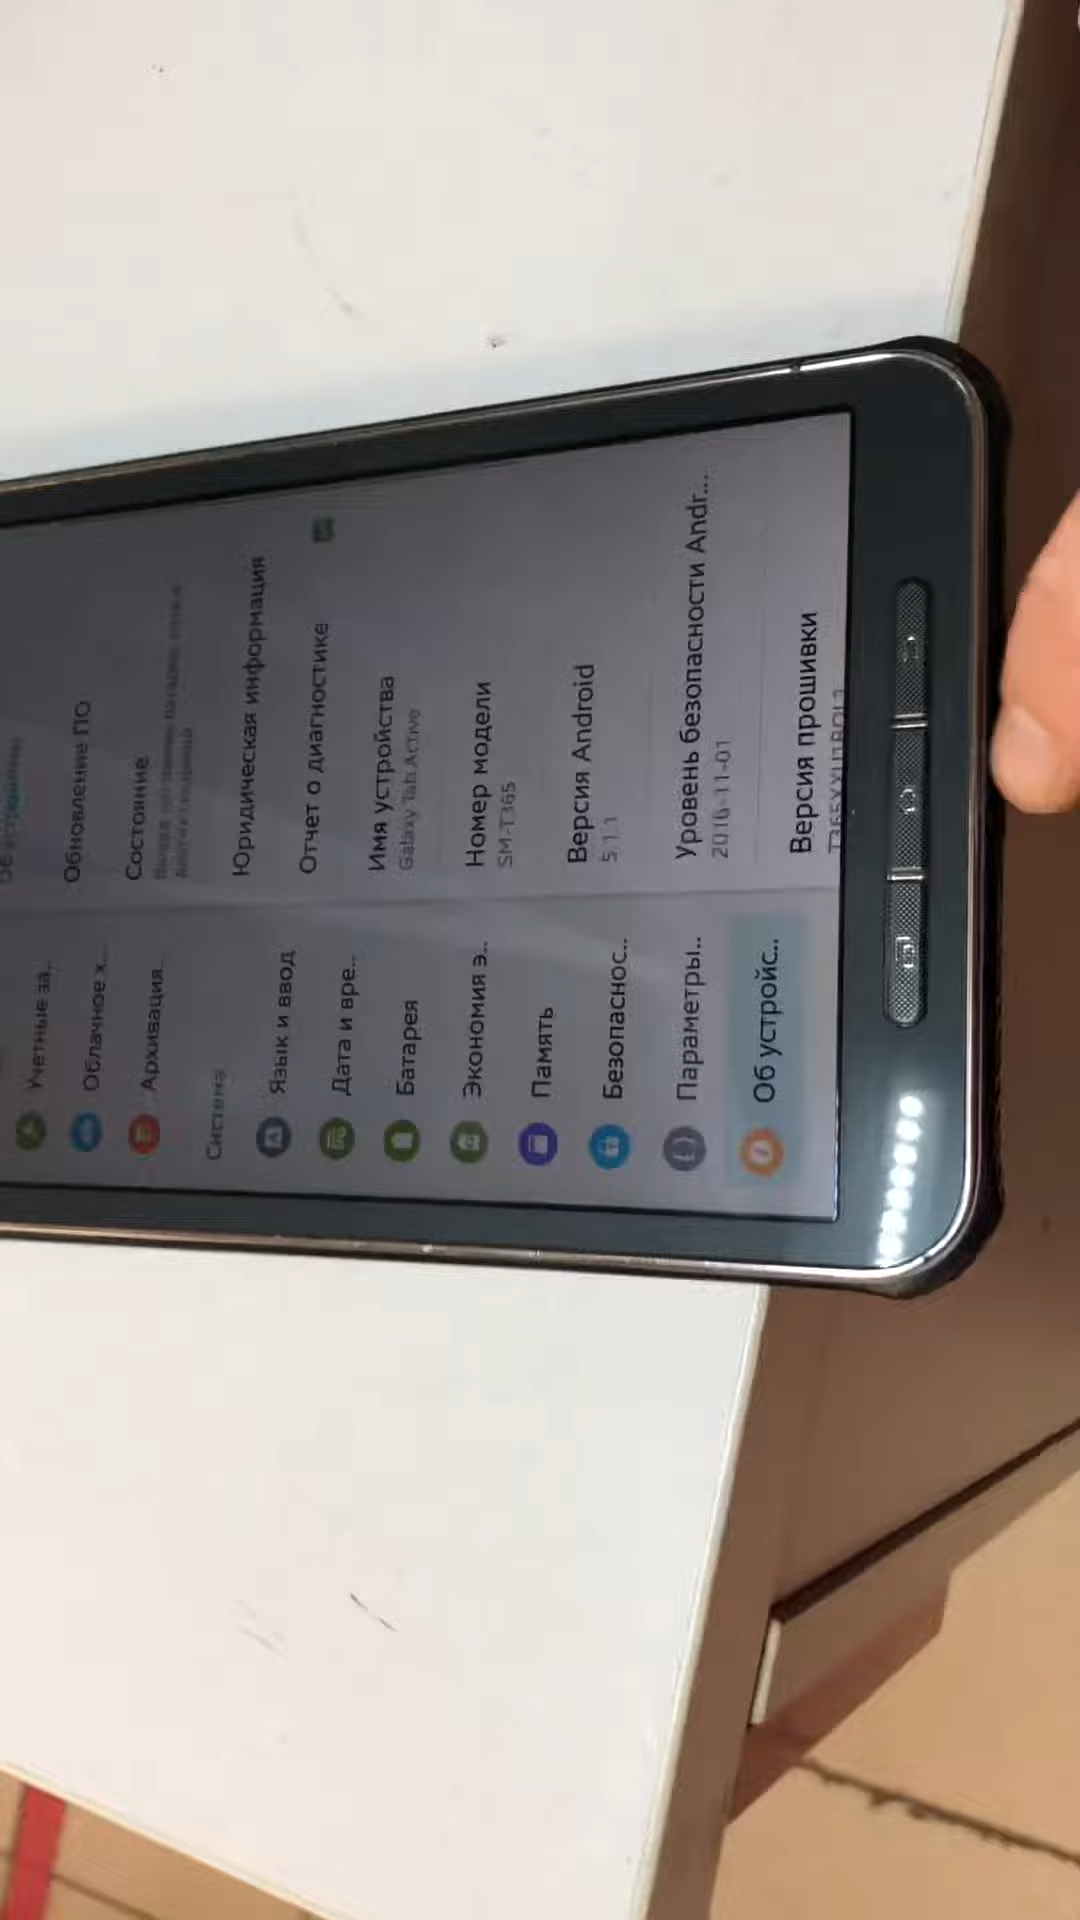 Учетные за..
Облачное х...
Архивация..
Система
Язык и ввод
Дата и вре..
Батарея
Экономия э..
Память
Безопаснос..
Параметры..
Об устройс..
Обновление ПО
Состояние
Юридическая информация
Отчет о диагностике
Имя устройства
Galaxy Tab Active
Номер модели
SM-T365
Версия Android
5.1.1
Уровень безопасности Andr...
2016-11-01
Версия прошивки